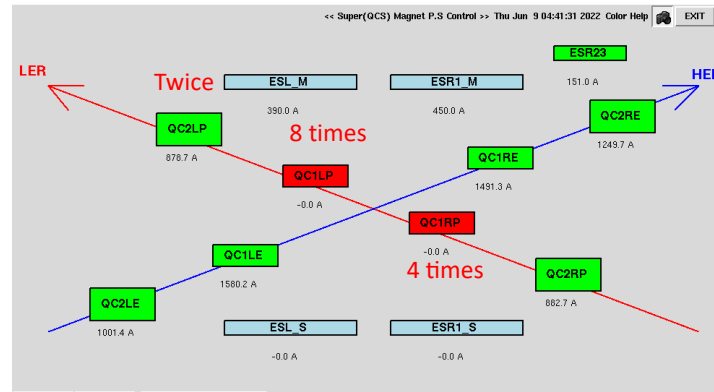 << Super(QCS) Magnet P.S Control >> Thu Jun 9 04:41:31 2022 Color Help EXIT
ESR23
LER
Twice
ESL_M
ESR1_M
151.0 A
HER
390.0 A
450.0 A
QC2LP
8 times
QC2RE
878.7 A
1249.7 A
QC1RE
QC1LP
1491.3 A
-0.0 A
QC1RP
-0.0 A
QC1LE
4 times
1580.2 A
QC2RP
QC2LE
882.7 A
1001.4 A
ESL_S
ESR1_S
-0.0 A
-0.0 A